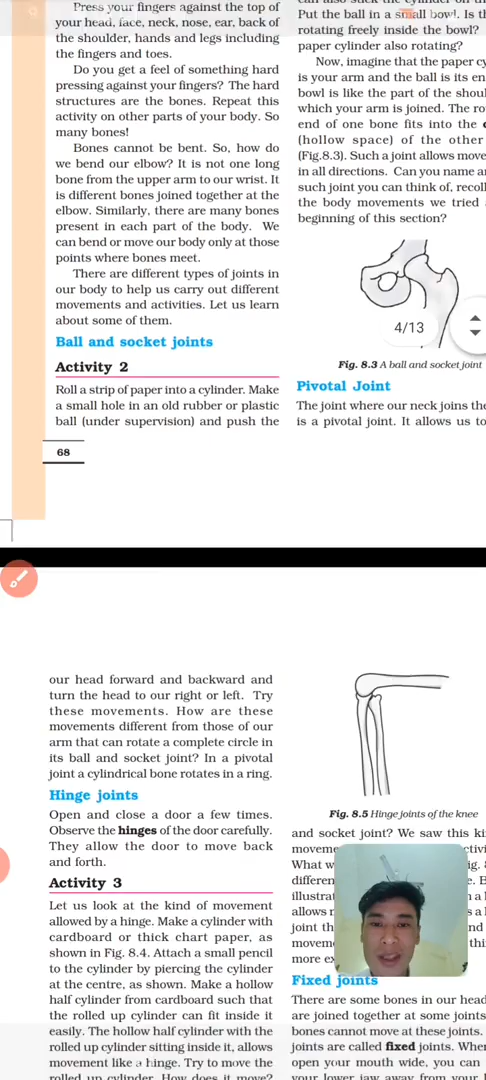 Press your fingers against the top of
your head, face, neck, nose, ear, back of
the shoulder, hands and legs including
the fingers and toes.
Do you get a feel of something hard
pressing against your fingers? The hard
structures are the bones. Repeat this
activity on other parts of your body. So
many bones!
Bones cannot be bent. So, how do
we bend our elbow? It is not one long
bone from the upper arm to our wrist. It
is different bones joined together at the
elbow. Similarly, there are many bones
present in each part of the body. We
can bend or move our body only at those
points where bones meet.
There are different types of joints in
our body to help us carry out different
movements and activities. Let us learn
about some of them.
Ball and socket joints
Activity 2
Roll a strip of paper into a cylinder. Make
a small hole in an old rubber or plastic
ball (under supervision) and push the
68
Put the ball in a small bowl. Is
rotating freely inside the bowl?
paper cylinder also rotating?
Now, imagine that the paper
is your arm and the ball is its
bowl is like the part of the
which your arm is joined. The
end of one bone fits into the
(hollow space) of the other
(Fig.8.3). Such a joint allows
in all directions. Can you name
such joint you can think of,
the body movements we tried
beginning of this section?
4/13
Fig. 8.3 A ball and socket joint
Pivotal Joint
The joint where our neck joins
is a pivotal joint. It allows us to
our head forward and backward and
turn the head to our right or left. Try
these movements. How are these
movements different from those of our
arm that can rotate a complete circle in
its ball and socket joint? In a pivotal
joint a cylindrical bone rotates in a ring.
Hinge joints
Open and close a door a few times.
Observe the hinges of the door carefully.
They allow the door to move back
and forth.
Activity 3
Let us look at the kind of movement
allowed by a hinge. Make a cylinder with
cardboard or thick chart paper, as
shown in Fig. 8.4. Attach a small pencil
to the cylinder by piercing the cylinder
at the centre, as shown. Make a hollow
half cylinder from cardboard such that
the rolled up cylinder can fit inside it
easily. The hollow half cylinder with the
rolled up cylinder sitting inside it, allows
movement like a hinge. Try to move the
rolled up cylinder. How does it move?
Fig. 8.5 Hinge joints of the knee
and socket joint? We saw this
What
allows
joint
more
Fixed joints
There are some bones in our head
are joined together at some joints
bones cannot move at these joints.
joints are called fixed joints.
open your mouth wide, you can
your lower jaw away from your